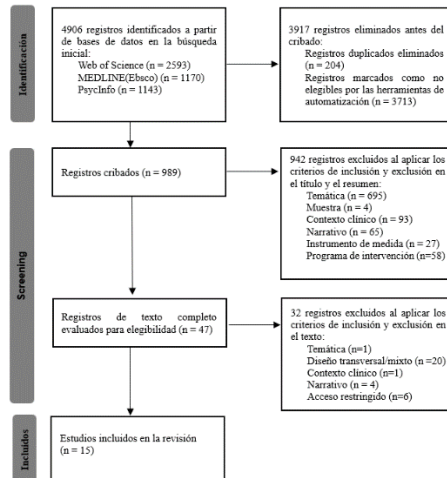 Identificación
4906 registros identificados a partir
de bases de datos en la búsqueda
inicial:
Web of Science (n = 2593)
MEDLINE(Ebsco) (n = 1170)
PsycInfo (n = 1143)
3917 registros eliminados antes del
cribado:
Registros duplicados eliminados
(n = 204)
Registros marcados como no
elegibles por las herramientas de
automatización (n = 3713)
Screening
Registros cribados (n = 989)
942 registros excluidos al aplicar los
criterios de inclusión y exclusión en
el título y el resumen:
Temática (n = 695)
Muestra (n = 4)
Contexto clínico (n = 93)
Narrativo (n = 65)
Instrumento de medida (n = 27)
Programa de intervención (n=58)
Registros de texto completo
evaluados para elegibilidad (n = 47)
32 registros excluidos al aplicar los
criterios de inclusión y exclusión en
el texto:
Temática (n=1)
Diseño transversal/mixto (n =20)
Contexto clínico (n=1)
Narrativo (n = 4)
Acceso restringido (n=6)
Incluidos
Estudios incluidos en la revisión
(n = 15)